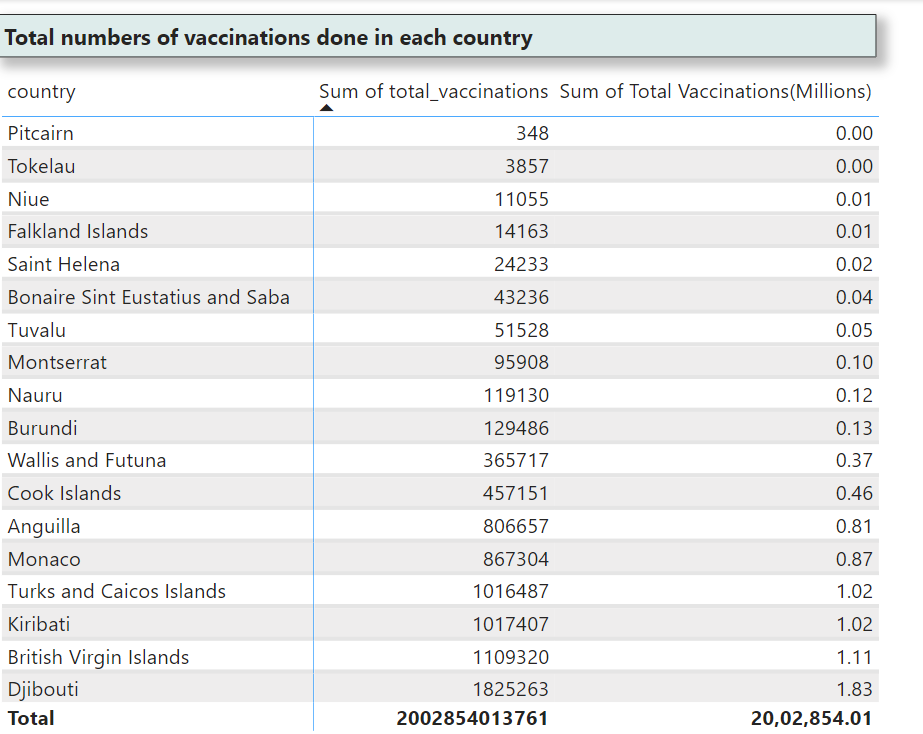 Total numbers of vaccinations done in each country
country Sum of total_vaccinations Sum of Total Vaccinations(Millions)
Pitcairn 348 0.00
Tokelau 3857 0.00
Niue 11055 0.01
Falkland Islands 14163 0.01
Saint Helena 24233 0.02
Bonaire Sint Eustatius and Saba 43236 0.04
Tuvalu 51528 0.05
Montserrat 95908 0.10
Nauru 119130 0.12
Burundi 129486 0.13
Wallis and Futuna 365717 0.37
Cook Islands 457151 0.46
Anguilla 806657 0.81
Monaco 867304 0.87
Turks and Caicos Islands 1016487 1.02
Kiribati 1017407 1.02
British Virgin Islands 1109320 1.11
Djibouti 1825263 1.83
Total 2002854013761 20,02,854.01